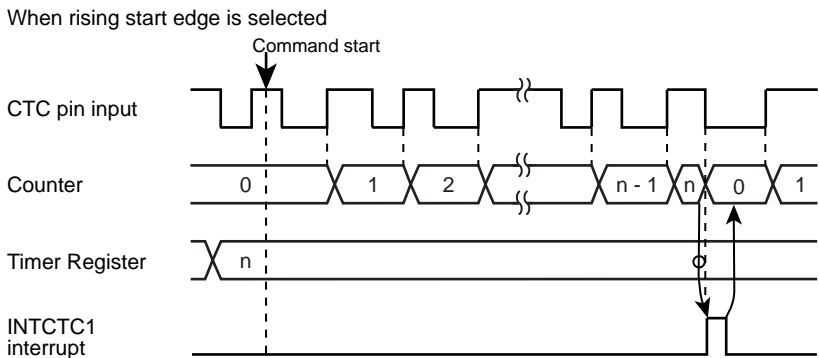 When rising start edge is selected
Command start
CTC pin input
Counter 0 1 2 n - 1 n 0 1
Timer Register n
INTCTC1
interrupt